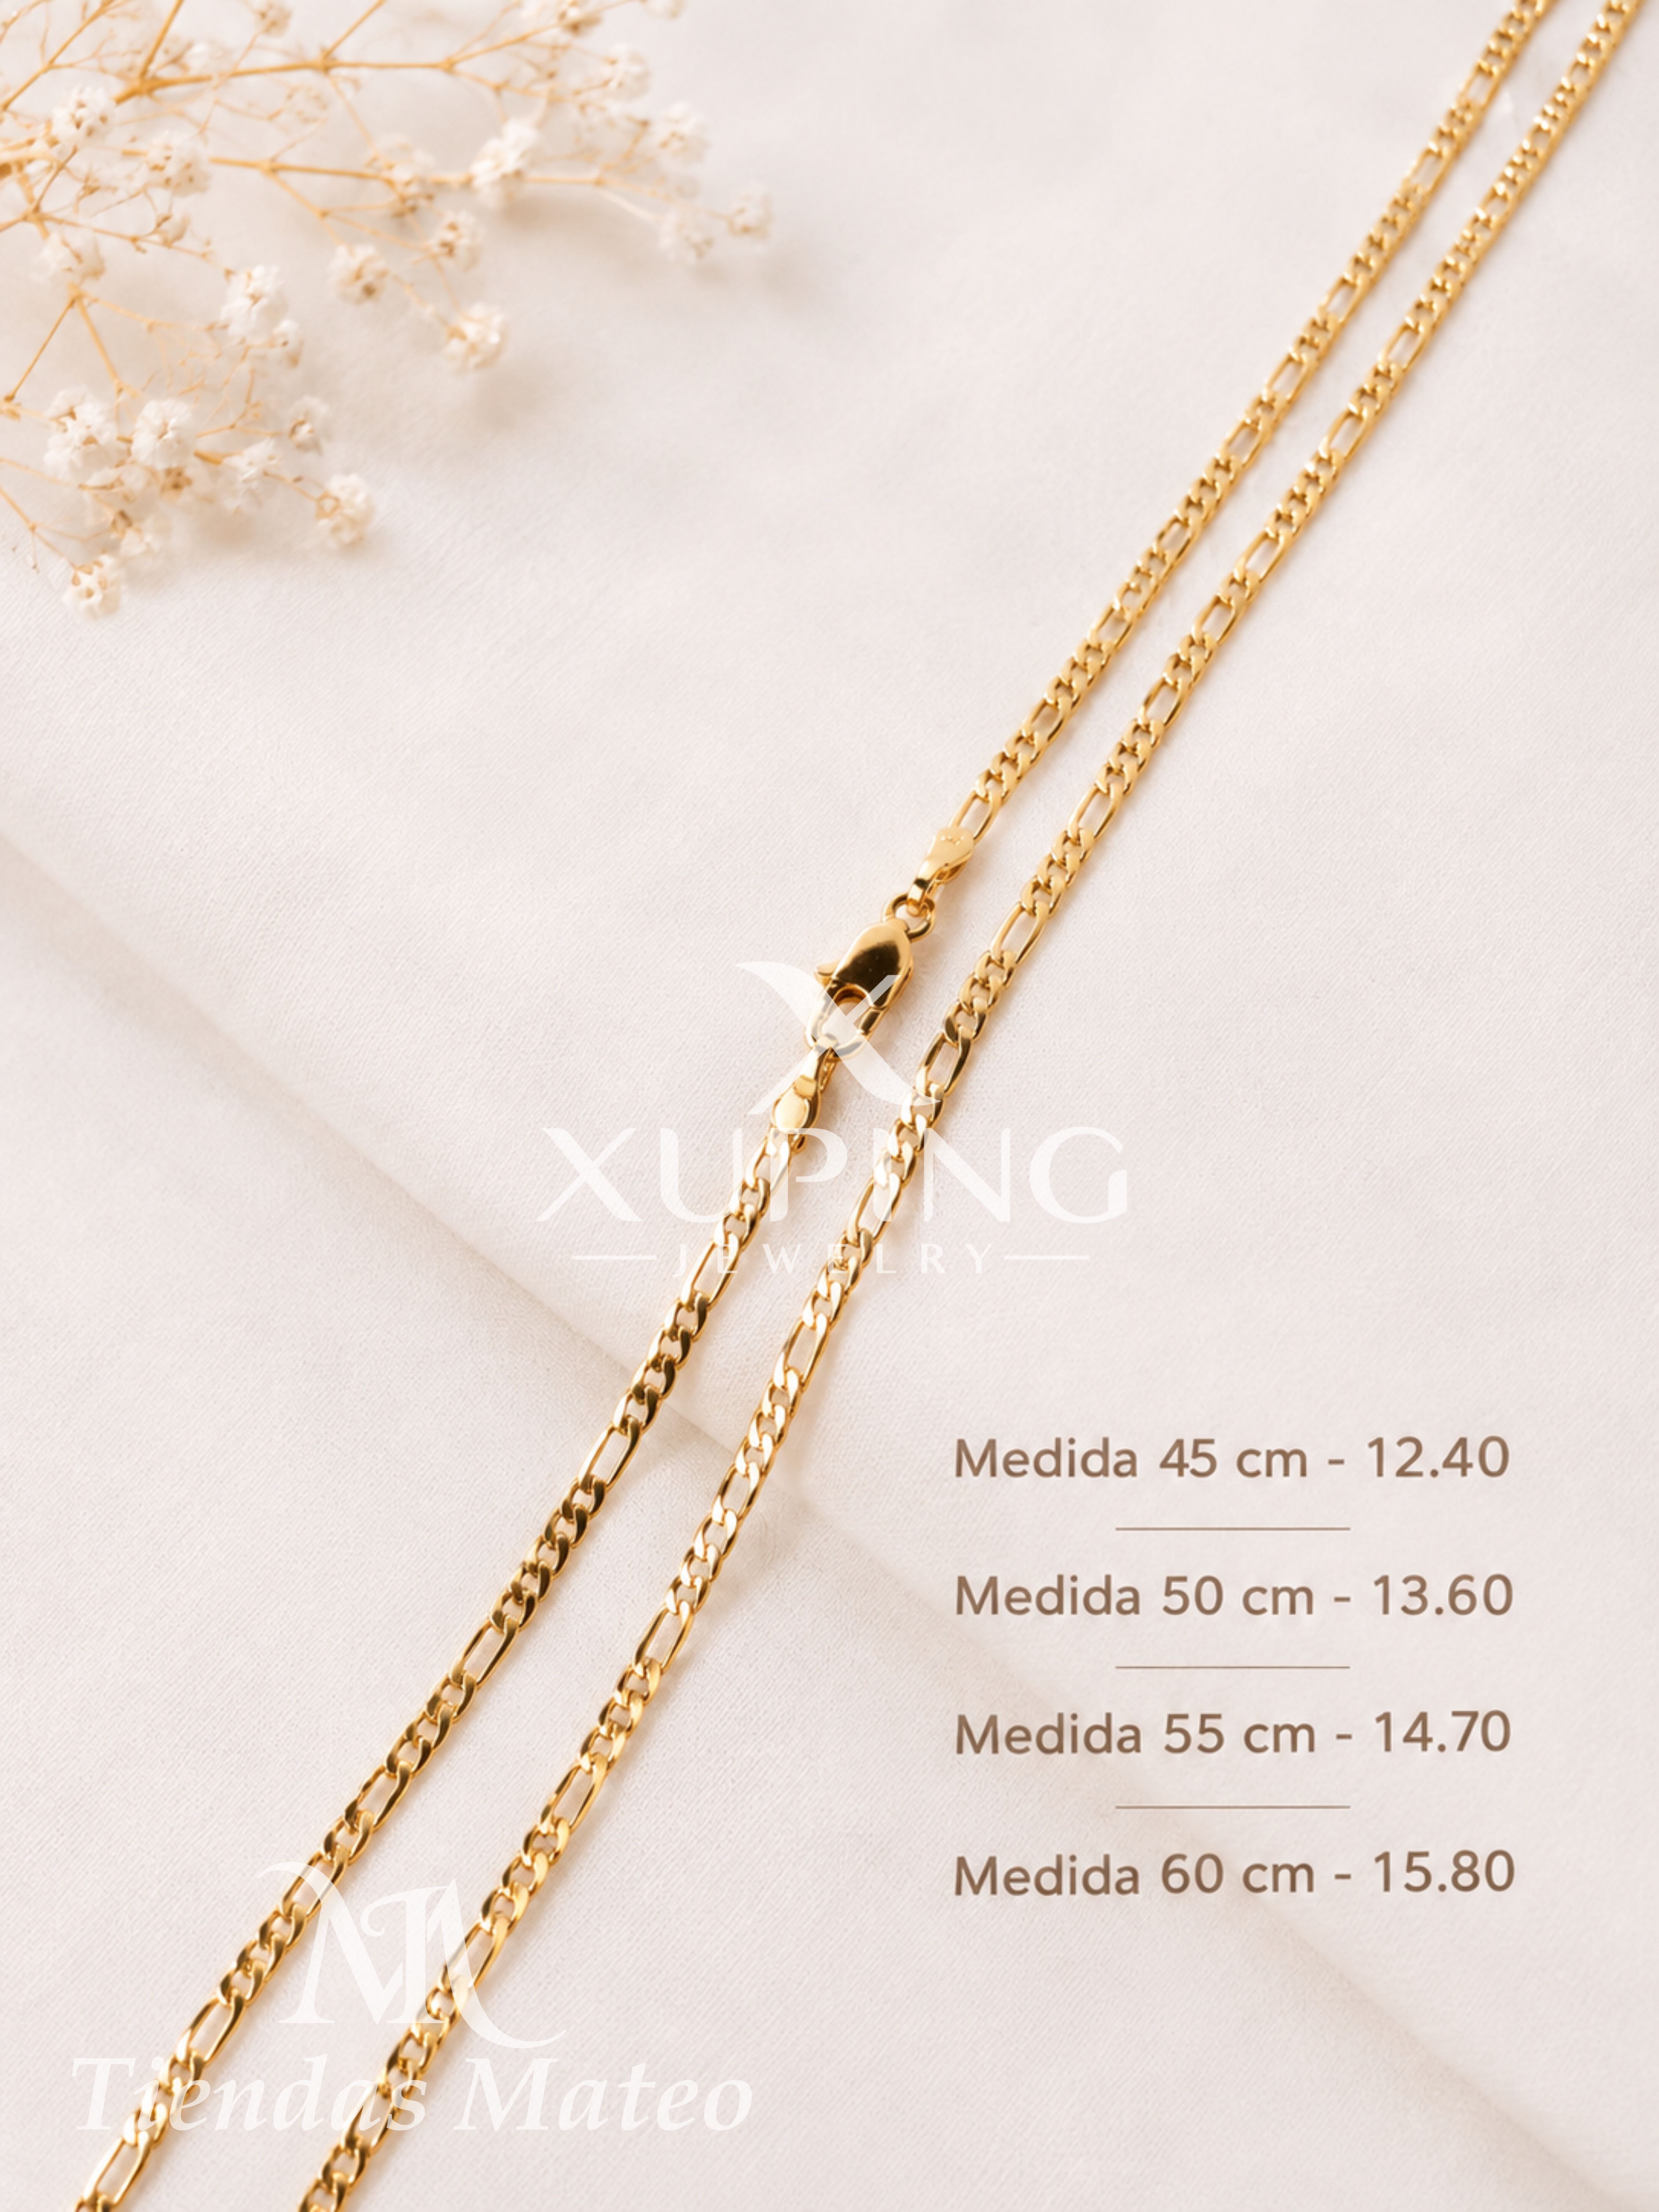 XUPING
JEWELRY
Medida 45 cm - 12.40
Medida 50 cm - 13.60
Medida 55 cm - 14.70
Medida 60 cm - 15.80
Tiendas Mateo